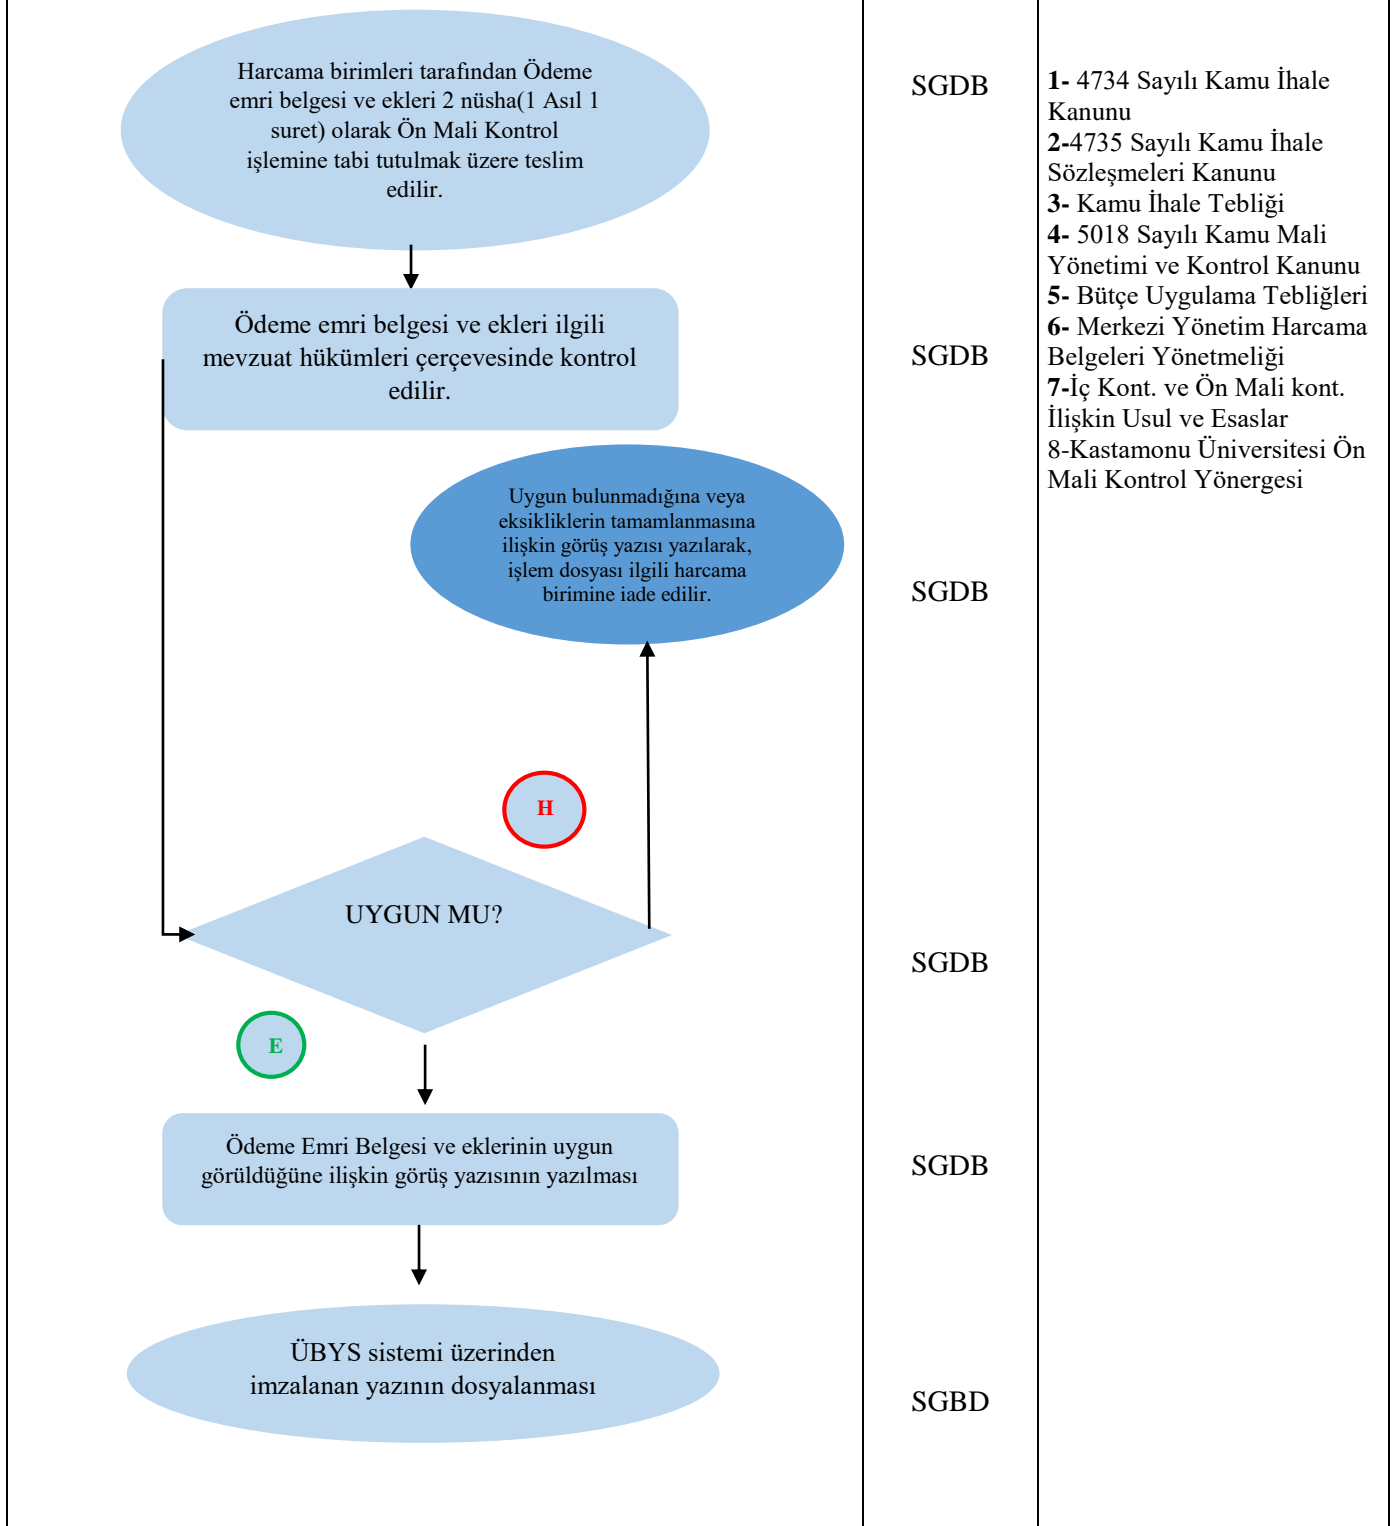 Harcama birimleri tarafından Ödeme
emri belgesi ve ekleri 2 nüsha(1 Asıl 1
suret) olarak Ön Mali Kontrol
işlemine tabi tutulmak üzere teslim
edilir.
SGDB
1- 4734 Sayılı Kamu İhale
Kanunu
2-4735 Sayılı Kamu İhale
Sözleşmeleri Kanunu
3- Kamu İhale Tebliği
4- 5018 Sayılı Kamu Mali
Yönetimi ve Kontrol Kanunu
5- Bütçe Uygulama Tebliğleri
6- Merkezi Yönetim Harcama
Belgeleri Yönetmeliği
7-İç Kont. ve Ön Mali kont.
İlişkin Usul ve Esaslar
8-Kastamonu Üniversitesi Ön
Mali Kontrol Yönergesi
Ödeme emri belgesi ve ekleri ilgili
mevzuat hükümleri çerçevesinde kontrol
edilir.
SGDB
Uygun bulunmadığına veya
eksikliklerin tamamlanmasına
ilişkin görüş yazısı yazılarak,
işlem dosyası ilgili harcama
birimine iade edilir.
SGDB
H
UYGUN MU?
SGDB
E
Ödeme Emri Belgesi ve eklerinin uygun
görüldüğüne ilişkin görüş yazısının yazılması
SGDB
ÜBYS sistemi üzerinden
imzalanan yazının dosyalanması
SGBD